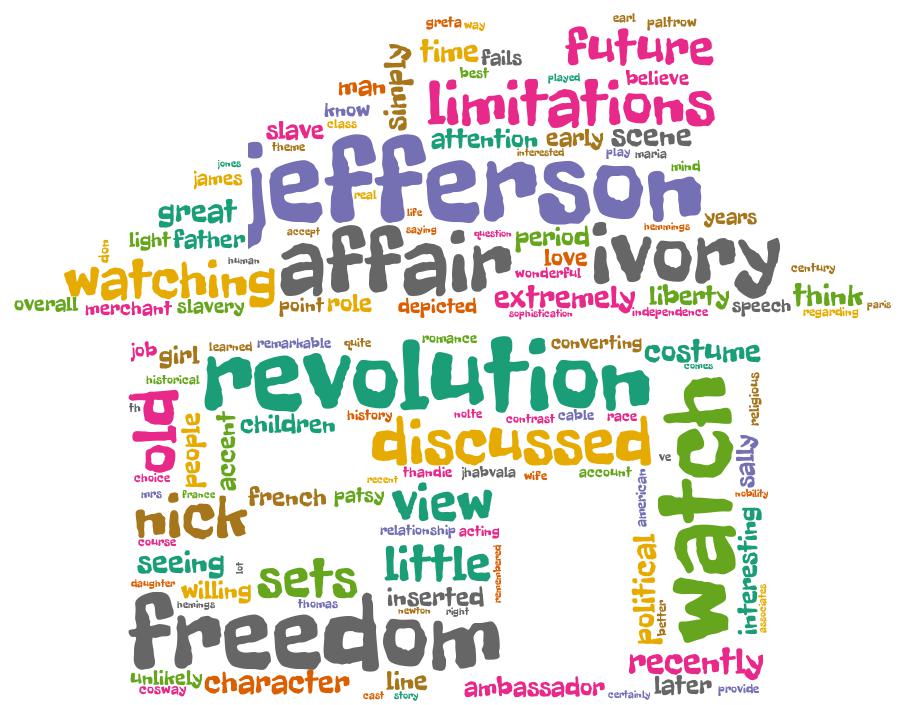 greta way earl paltrow
simply time fails future
best played believe
man limitations
know
slave class attention early scene
theme interested play maria mind
jones jefferson
james real
great life years
light father accept saying question period hemmings
don human affair love ivory
watching wonderful century
overall merchant slavery point role depicted extremely liberty speech think
sophistication independence regarding paris
job girl learned remarkable quite romance converting costume
historical revolution comes
th old people accent children history nolte contrast cable race watch religious
discussed ve sally
choice recent thandie jhabvala wife account american
mrs france french patsy view nobility
nick relationship acting
course
seeing lot little remembered political interesting
daughter willing sets inserted better associates
hemings thomas newton right
freedom
recently
unlikely character line ambassador later
cosway cast story certainly provide